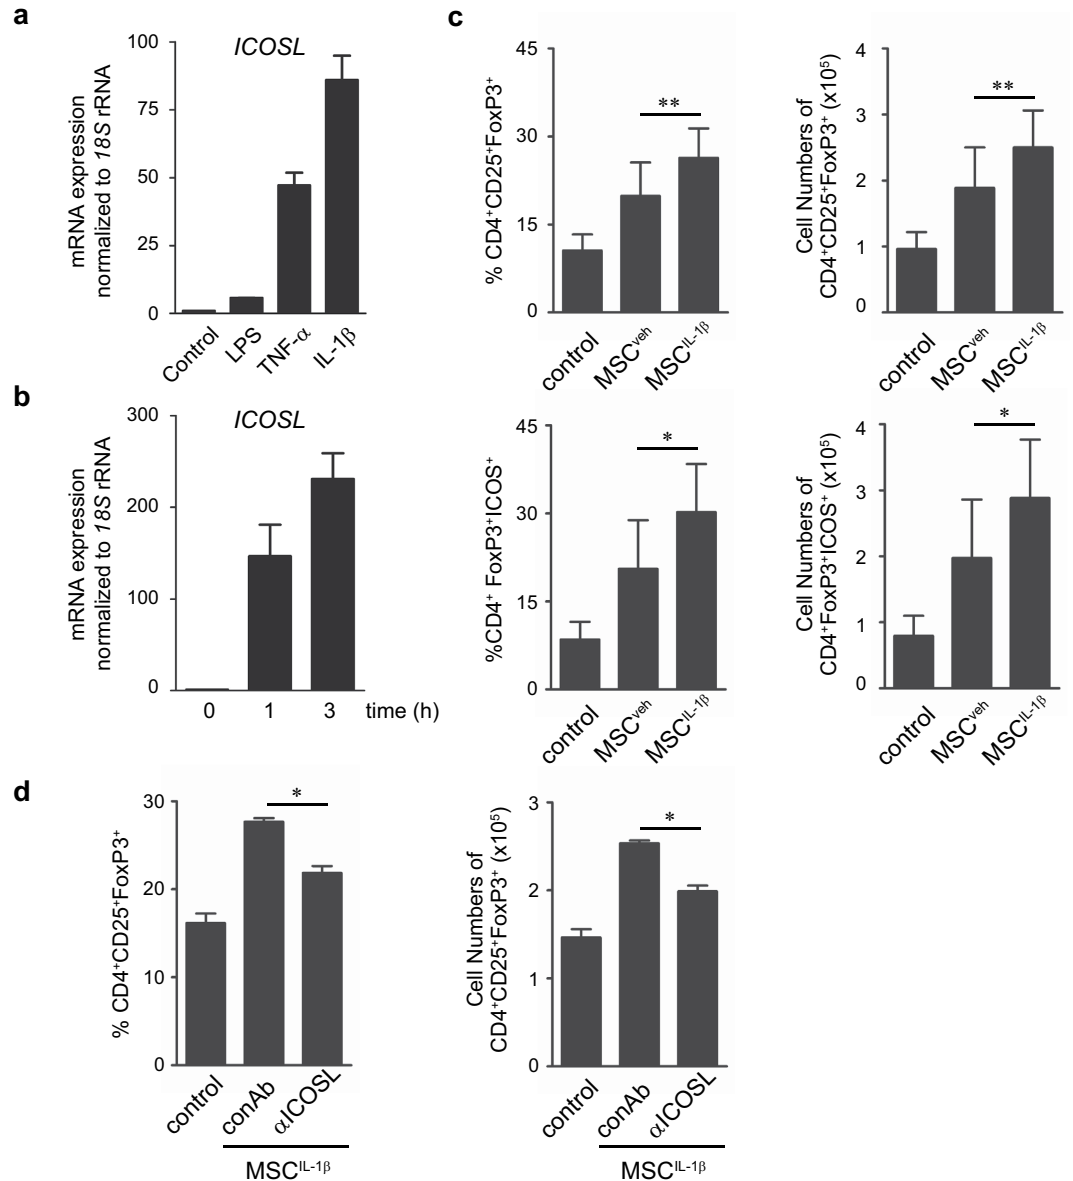 a
ICOSL
mRNA expression
normalized to 18S rRNA
100
75
50
25
0
Control
LPS
TNF-α
IL-1β
b
ICOSL
mRNA expression
normalized to 18S rRNA
300
200
100
0
0 1 3 time (h)
c
% CD4⁺CD25⁺FoxP3⁺
45
30
15
0
**
control
MSCᵛᵉʰ
MSCᴵᴸ⁻¹ᵝ
Cell Numbers of
CD4⁺CD25⁺FoxP3⁺ (x10⁵)
4
3
2
1
0
**
control
MSCᵛᵉʰ
MSCᴵᴸ⁻¹ᵝ
%CD4⁺ FoxP3⁺ICOS⁺
45
30
15
0
*
control
MSCᵛᵉʰ
MSCᴵᴸ⁻¹ᵝ
Cell Numbers of
CD4⁺FoxP3⁺ICOS⁺ (x10⁵)
4
3
2
1
0
*
control
MSCᵛᵉʰ
MSCᴵᴸ⁻¹ᵝ
d
% CD4⁺CD25⁺FoxP3⁺
30
20
10
0
*
control
conAb
αICOSL
MSCᴵᴸ⁻¹ᵝ
Cell Numbers of
CD4⁺CD25⁺FoxP3⁺ (x10⁵)
3
2
1
0
*
control
conAb
αICOSL
MSCᴵᴸ⁻¹ᵝ